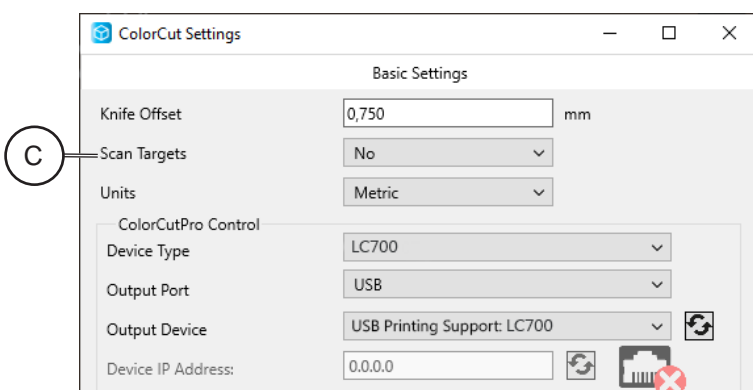 ColorCut Settings
Basic Settings
Knife Offset 0,750 mm
C Scan Targets No
Units Metric
ColorCutPro Control
Device Type LC700
Output Port USB
Output Device USB Printing Support: LC700
Device IP Address: 0.0.0.0